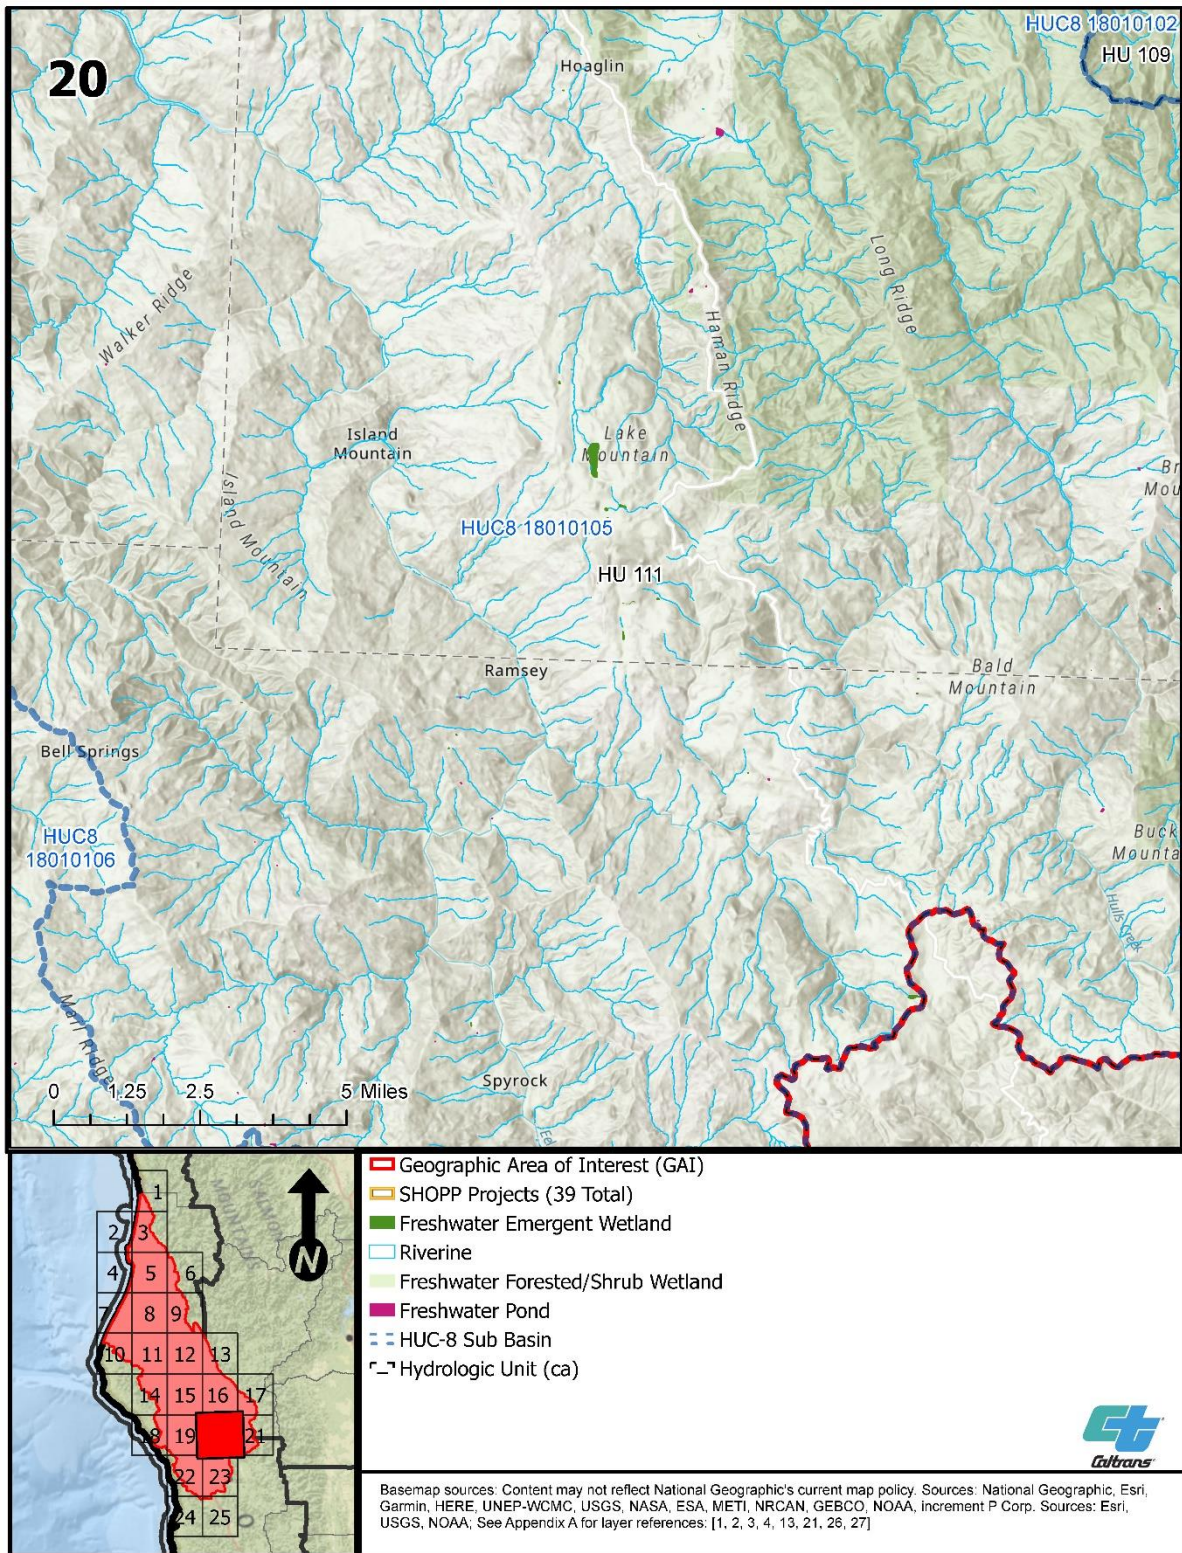 HUC8 18010102
HU 109
20
Hoaglin
Long Ridge
Walker Ridge
Haman Ridge
Island
Mountain
Lake
Mountain
Island Mountain
HUC8 18010105
HU 111
Ramsey
Bald
Mountain
Bell Springs
HUC8
18010106
Buck
Mounta
Hulls Creek
Mail Ridge
Spyrock
0 1.25 2.5 5 Miles
Br
Mou
Eel
1
2 3
4 5 6
7 8 9
10 11 12 13
14 15 16 17
18 19 21
22 23
24 25
SALMON
MOUNTAINS
N
Geographic Area of Interest (GAI)
SHOPP Projects (39 Total)
Freshwater Emergent Wetland
Riverine
Freshwater Forested/Shrub Wetland
Freshwater Pond
HUC-8 Sub Basin
Hydrologic Unit (ca)
Caltrans
Basemap sources: Content may not reflect National Geographic's current map policy. Sources: National Geographic, Esri,
Garmin, HERE, UNEP-WCMC, USGS, NASA, ESA, METI, NRCAN, GEBCO, NOAA, increment P Corp. Sources: Esri,
USGS, NOAA; See Appendix A for layer references: [1, 2, 3, 4, 13, 21, 26, 27]